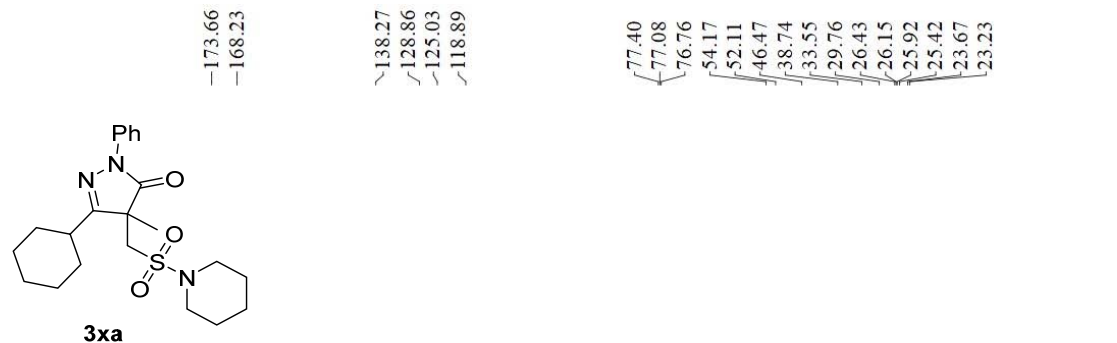 −173.66
−168.23
138.27
128.86
125.03
118.89
77.40
77.08
76.76
54.17
52.11
46.47
38.74
33.55
29.76
26.43
26.15
25.92
25.42
23.67
23.23
Ph
N
N
O
O
S
N
O
3xa